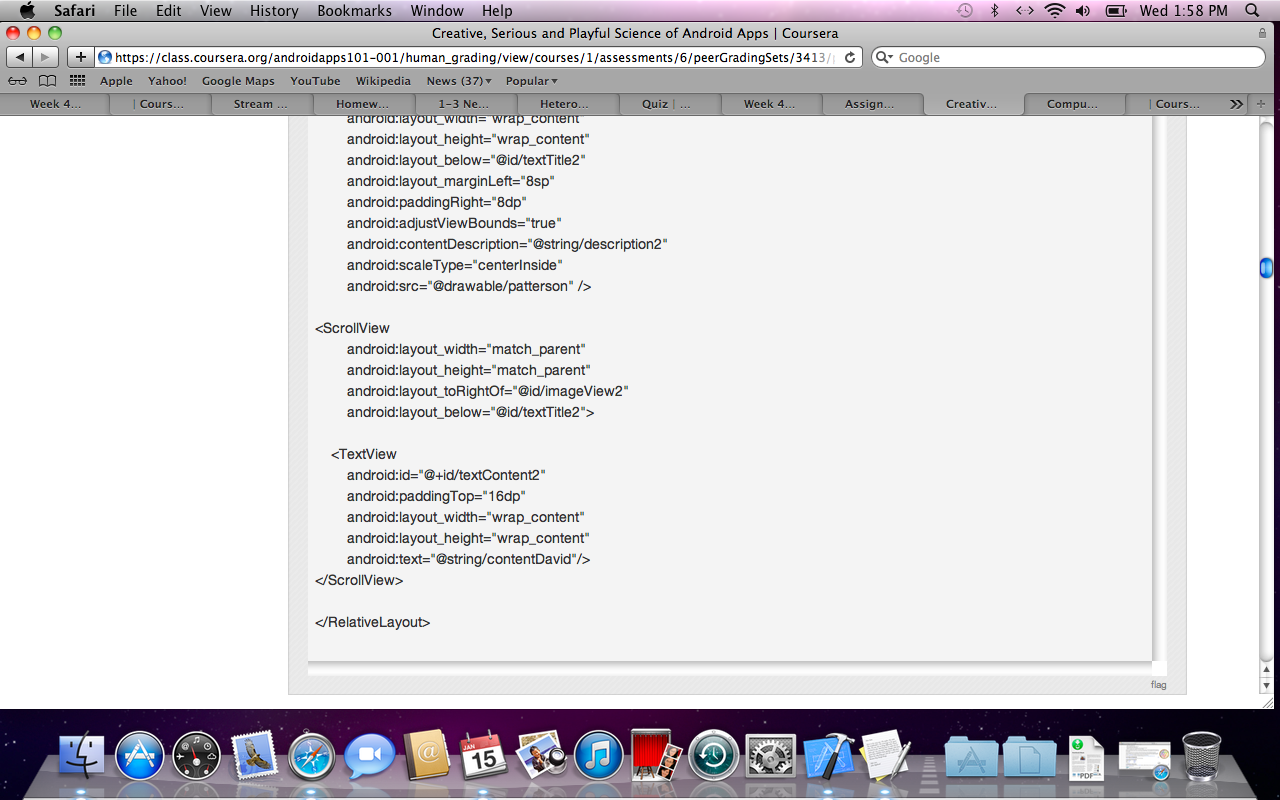 Safari File Edit View History Bookmarks Window Help Wed 1:58 PM
Creative, Serious and Playful Science of Android Apps | Coursera
https://class.coursera.org/androidapps101-001/human_grading/view/courses/1/assessments/6/peerGradingSets/3413/ Google
Apple Yahoo! Google Maps YouTube Wikipedia News (37) Popular
Week 4... | Cours... Stream ... Homew... 1-3 Ne... Hetero... Quiz | ... Week 4... Assign... Creativ... Compu... | Cours...
android:layout_width="wrap_content"
android:layout_height="wrap_content"
android:layout_below="@id/textTitle2"
android:layout_marginLeft="8sp"
android:paddingRight="8dp"
android:adjustViewBounds="true"
android:contentDescription="@string/description2"
android:scaleType="centerInside"
android:src="@drawable/patterson" />
<ScrollView
android:layout_width="match_parent"
android:layout_height="match_parent"
android:layout_toRightOf="@id/imageView2"
android:layout_below="@id/textTitle2">
<TextView
android:id="@+id/textContent2"
android:paddingTop="16dp"
android:layout_width="wrap_content"
android:layout_height="wrap_content"
android:text="@string/contentDavid"/>
</ScrollView>
</RelativeLayout>
flag
JAN
15
PDF